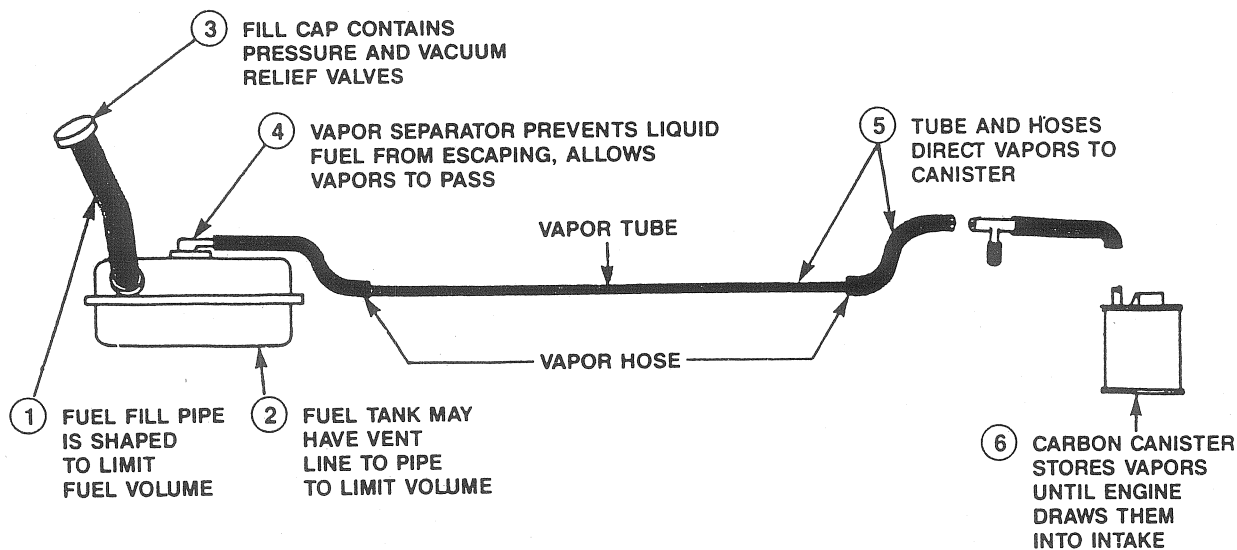 3 FILL CAP CONTAINS
PRESSURE AND VACUUM
RELIEF VALVES
4 VAPOR SEPARATOR PREVENTS LIQUID
FUEL FROM ESCAPING, ALLOWS
VAPORS TO PASS
5 TUBE AND HOSES
DIRECT VAPORS TO
CANISTER
VAPOR TUBE
VAPOR HOSE
1 FUEL FILL PIPE
IS SHAPED
TO LIMIT
FUEL VOLUME
2 FUEL TANK MAY
HAVE VENT
LINE TO PIPE
TO LIMIT VOLUME
6 CARBON CANISTER
STORES VAPORS
UNTIL ENGINE
DRAWS THEM
INTO INTAKE